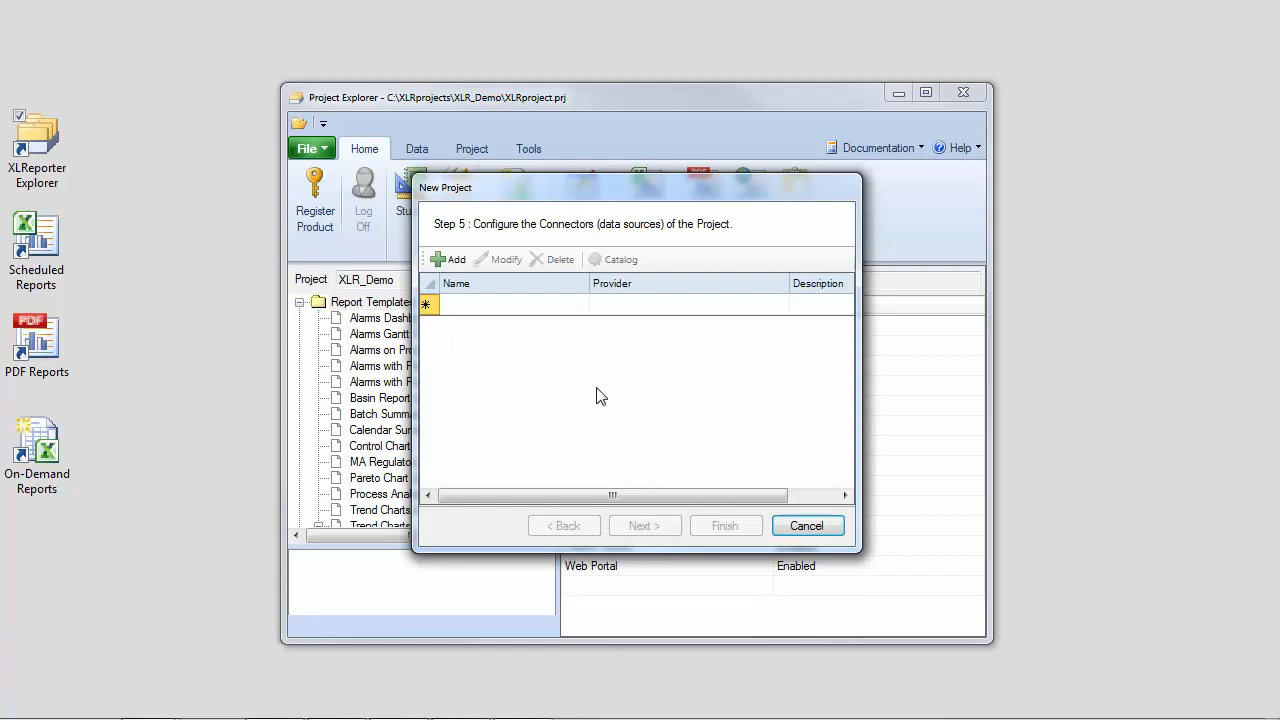 XLReporter
Explorer
Scheduled
Reports
PDF
PDF Reports
On-Demand
Reports
Project Explorer - C:\XLRprojects\XLR_Demo\XLRproject.prj
File
Home
Data
Project
Tools
Documentation
Help
Register
Product
Log
Off
Project XLR_Demo
Report Templates
Alarms Dashb
Alarms Gantt
Alarms on Pro
Alarms with P
Alarms with P
Basin Report
Batch Summa
Calendar Sum
Control Chart
MA Regulato
Pareto Chart
Process Anal
Trend Charts
Trend Charts
New Project
Step 5 : Configure the Connectors (data sources) of the Project.
Add Modify Delete Catalog
Name Provider Description
< Back Next > Finish Cancel
Web Portal Enabled